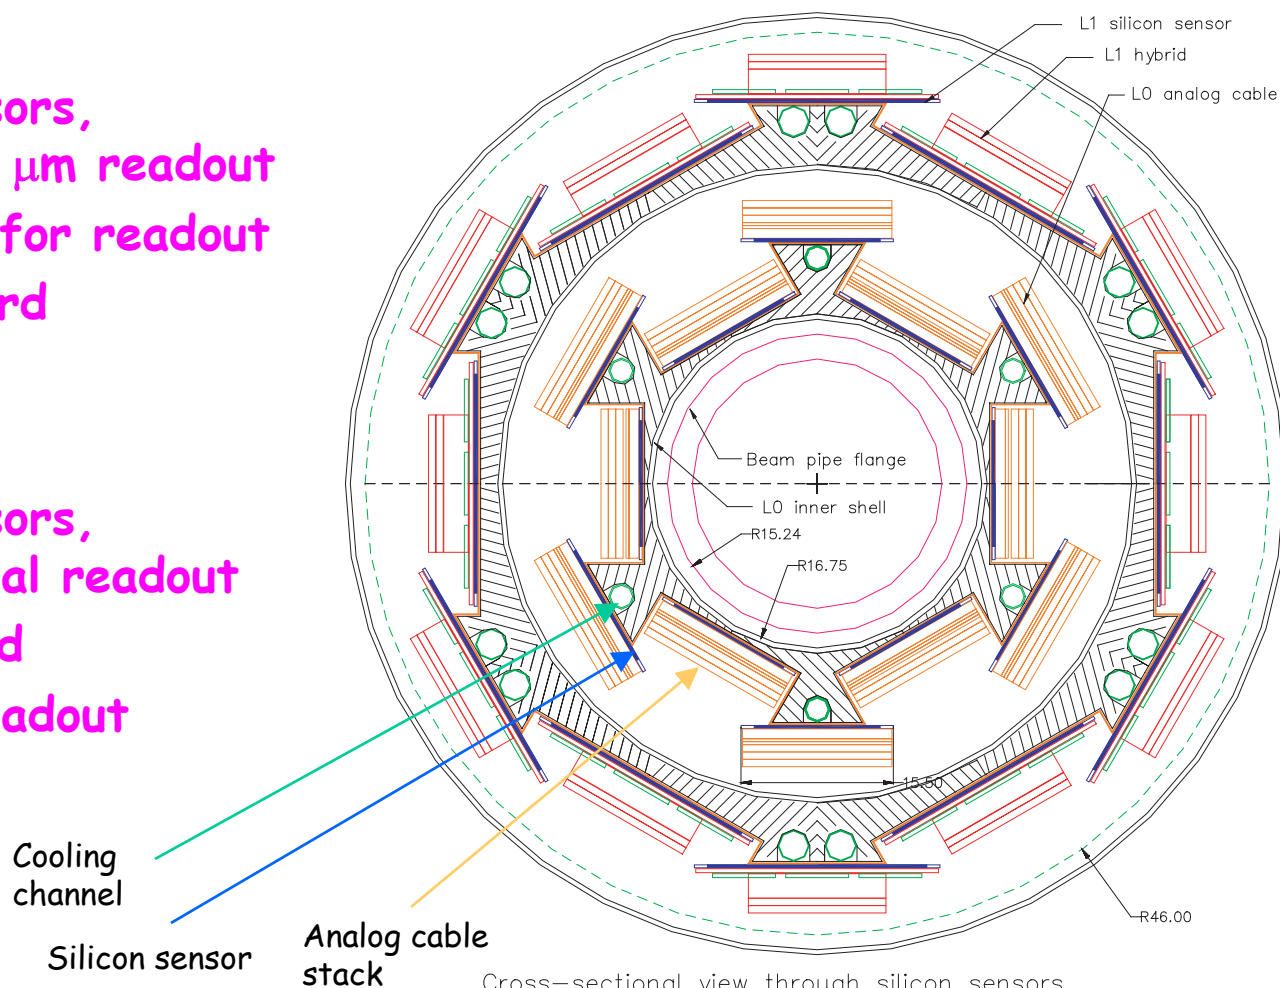 ors,
μm readout
for readout
rd
ors,
al readout
d
adout
L1 silicon sensor
L1 hybrid
L0 analog cable
Beam pipe flange
L0 inner shell
R15.24
R16.75
15.50
R46.00
Cooling
channel
Silicon sensor
Analog cable
stack
Cross-sectional view through silicon sensors